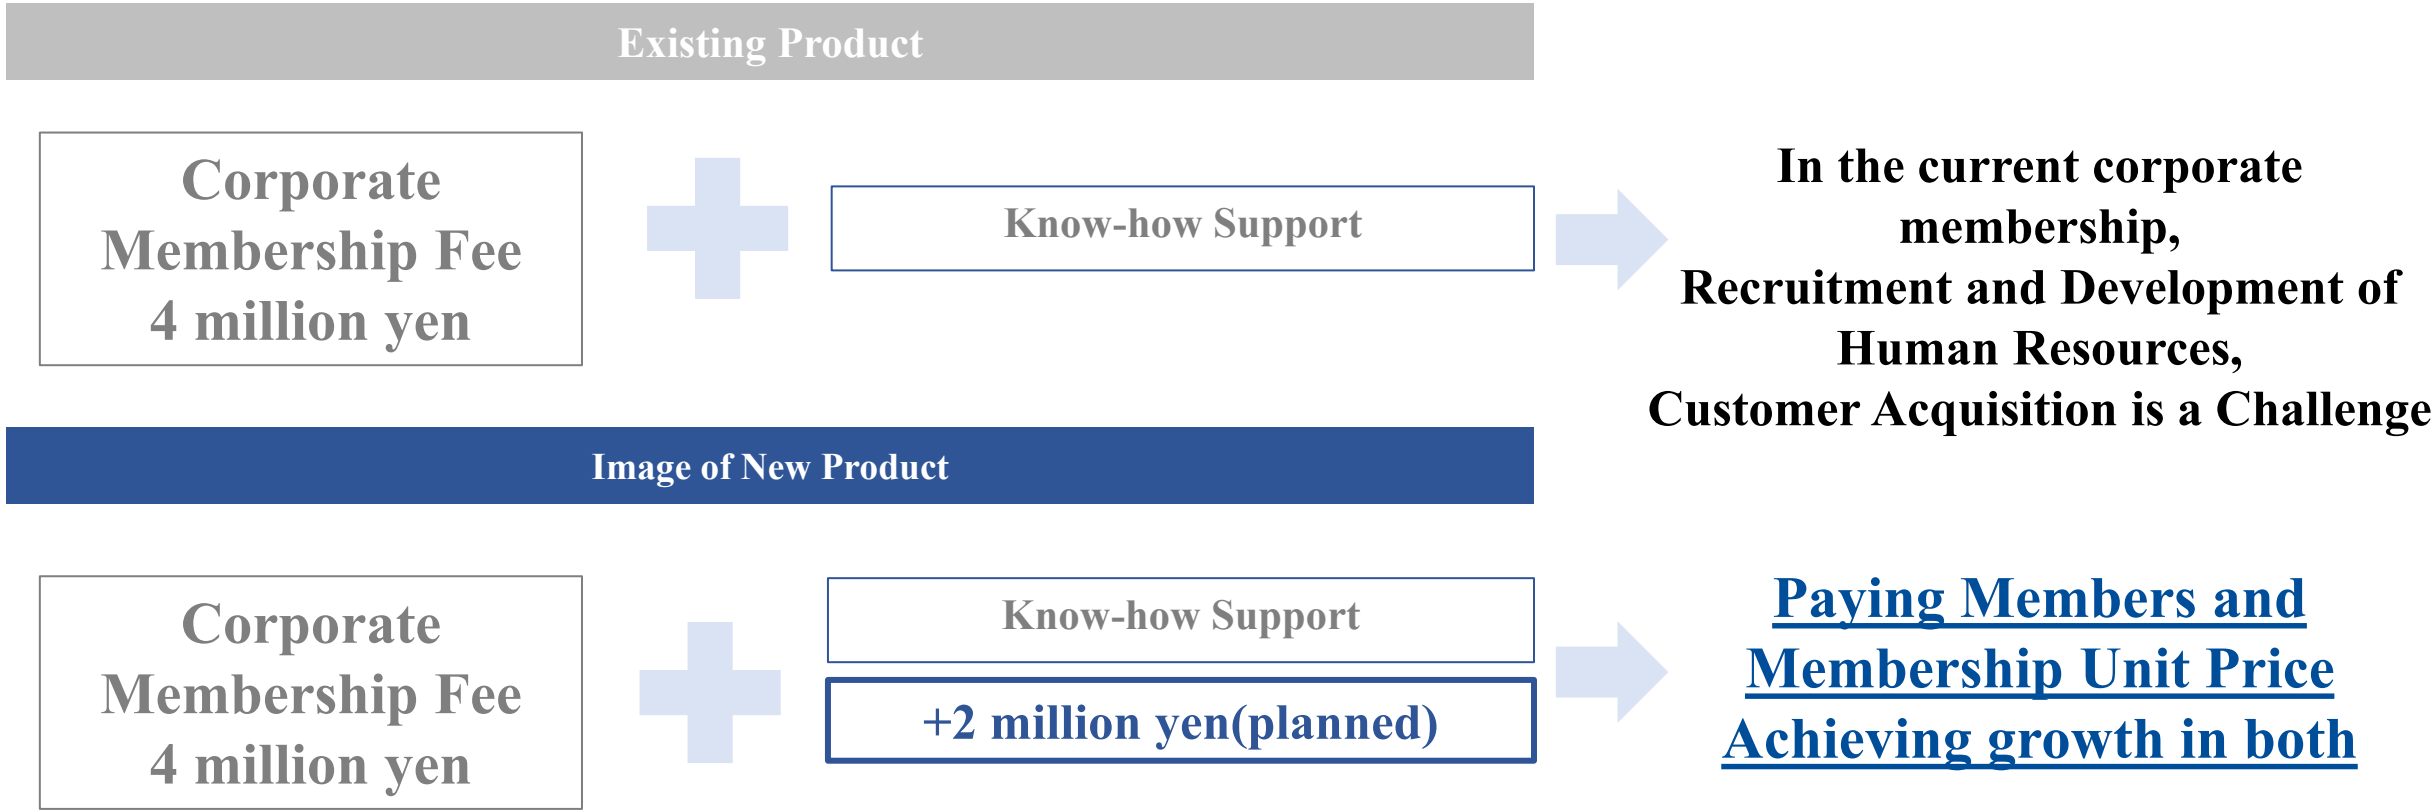 Existing Product
Corporate
Membership Fee
4 million yen
Know-how Support
In the current corporate
membership,
Recruitment and Development of
Human Resources,
Customer Acquisition is a Challenge
Image of New Product
Corporate
Membership Fee
4 million yen
Know-how Support
+2 million yen(planned)
Paying Members and
Membership Unit Price
Achieving growth in both